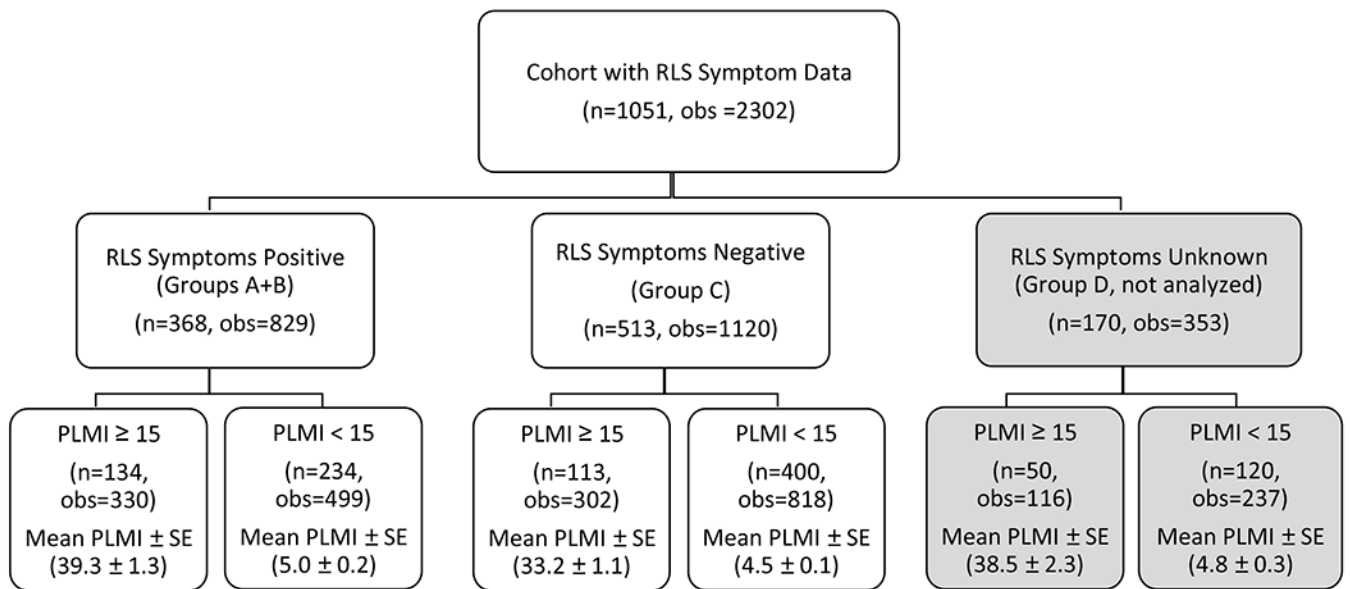 Cohort with RLS Symptom Data
(n=1051, obs =2302)
RLS Symptoms Positive
(Groups A+B)
(n=368, obs=829)
RLS Symptoms Negative
(Group C)
(n=513, obs=1120)
RLS Symptoms Unknown
(Group D, not analyzed)
(n=170, obs=353)
PLMI ≥ 15
(n=134,
obs=330)
Mean PLMI ± SE
(39.3 ± 1.3)
PLMI < 15
(n=234,
obs=499)
Mean PLMI ± SE
(5.0 ± 0.2)
PLMI ≥ 15
(n=113,
obs=302)
Mean PLMI ± SE
(33.2 ± 1.1)
PLMI < 15
(n=400,
obs=818)
Mean PLMI ± SE
(4.5 ± 0.1)
PLMI ≥ 15
(n=50,
obs=116)
Mean PLMI ± SE
(38.5 ± 2.3)
PLMI < 15
(n=120,
obs=237)
Mean PLMI ± SE
(4.8 ± 0.3)